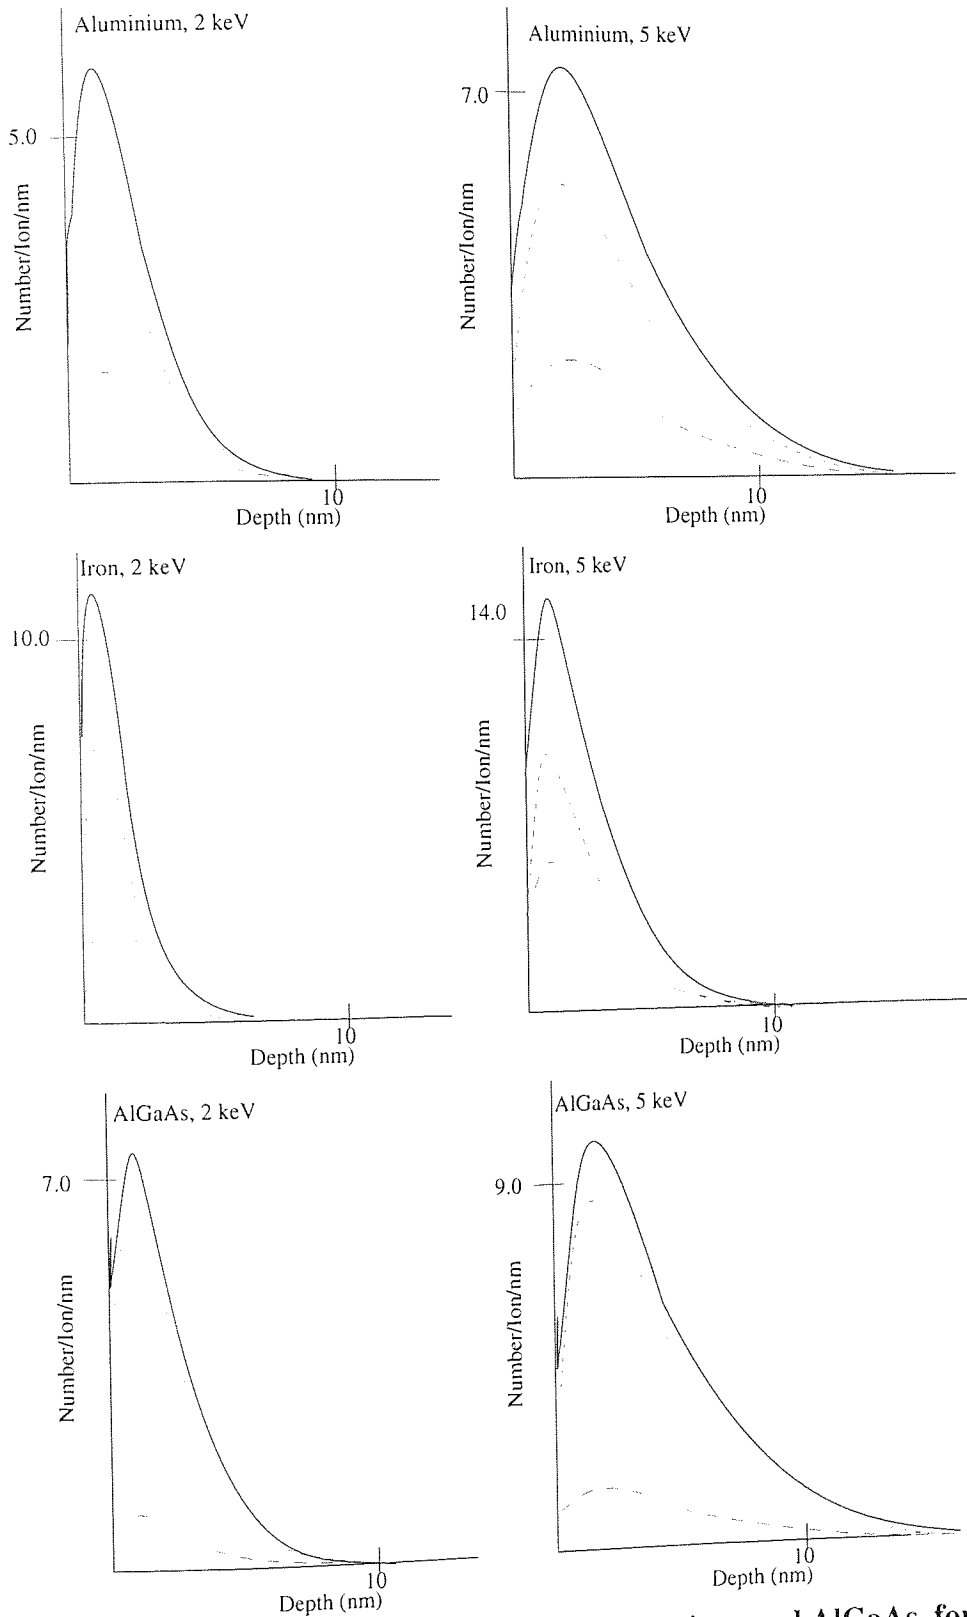 Aluminium, 2 keV
5.0
Number/Ion/nm
10
Depth (nm)
Aluminium, 5 keV
7.0
Number/Ion/nm
10
Depth (nm)
Iron, 2 keV
10.0
Number/Ion/nm
10
Depth (nm)
Iron, 5 keV
14.0
Number/Ion/nm
10
Depth (nm)
AlGaAs, 2 keV
7.0
Number/Ion/nm
10
Depth (nm)
AlGaAs, 5 keV
9.0
Number/Ion/nm
10
Depth (nm)
AlGaAs for